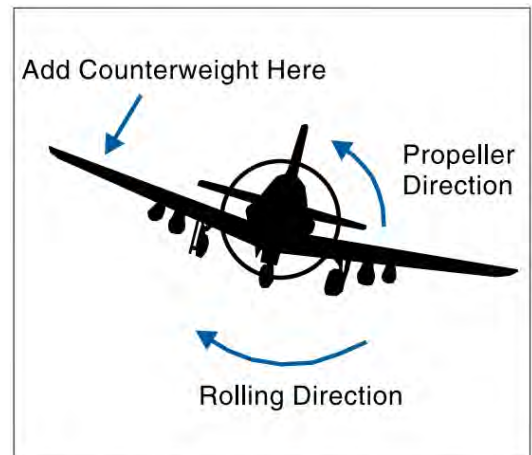 Add Counterweight Here
Propeller
Direction
Rolling Direction